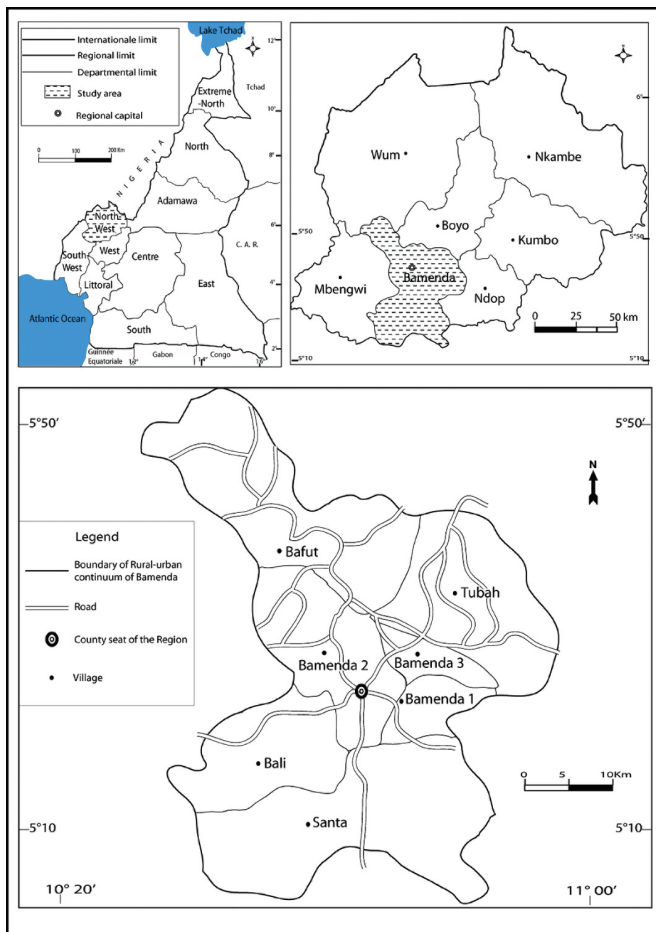 Lake Tchad
Internationale limit
Regional limit
Departmental limit
Study area
Regional capital
0 100 200 Km
12°
10°
8°
6°
4°
2°
Tchad
Extreme
-North
NIGERIA
North
Adamawa
North
West
West
South
West
Centre
C. A. R.
Littoral
East
Atlantic Ocean
South
Guinnée
Equatoriale
Gabon
Congo
6°
Wum
Nkambe
5°50
Boyo
5°50
Kumbo
Bamenda
Mbengwi
Ndop
0 25 50 km
5°10
5°10
5°50′
5°50′
N
Legend
Boundary of Rural-urban
continuum of Bamenda
Road
County seat of the Region
Village
Bafut
Tubah
Bamenda 2
Bamenda 3
Bamenda 1
Bali
0 5 10Km
Santa
5°10
5°10′
10° 20′
11° 00′